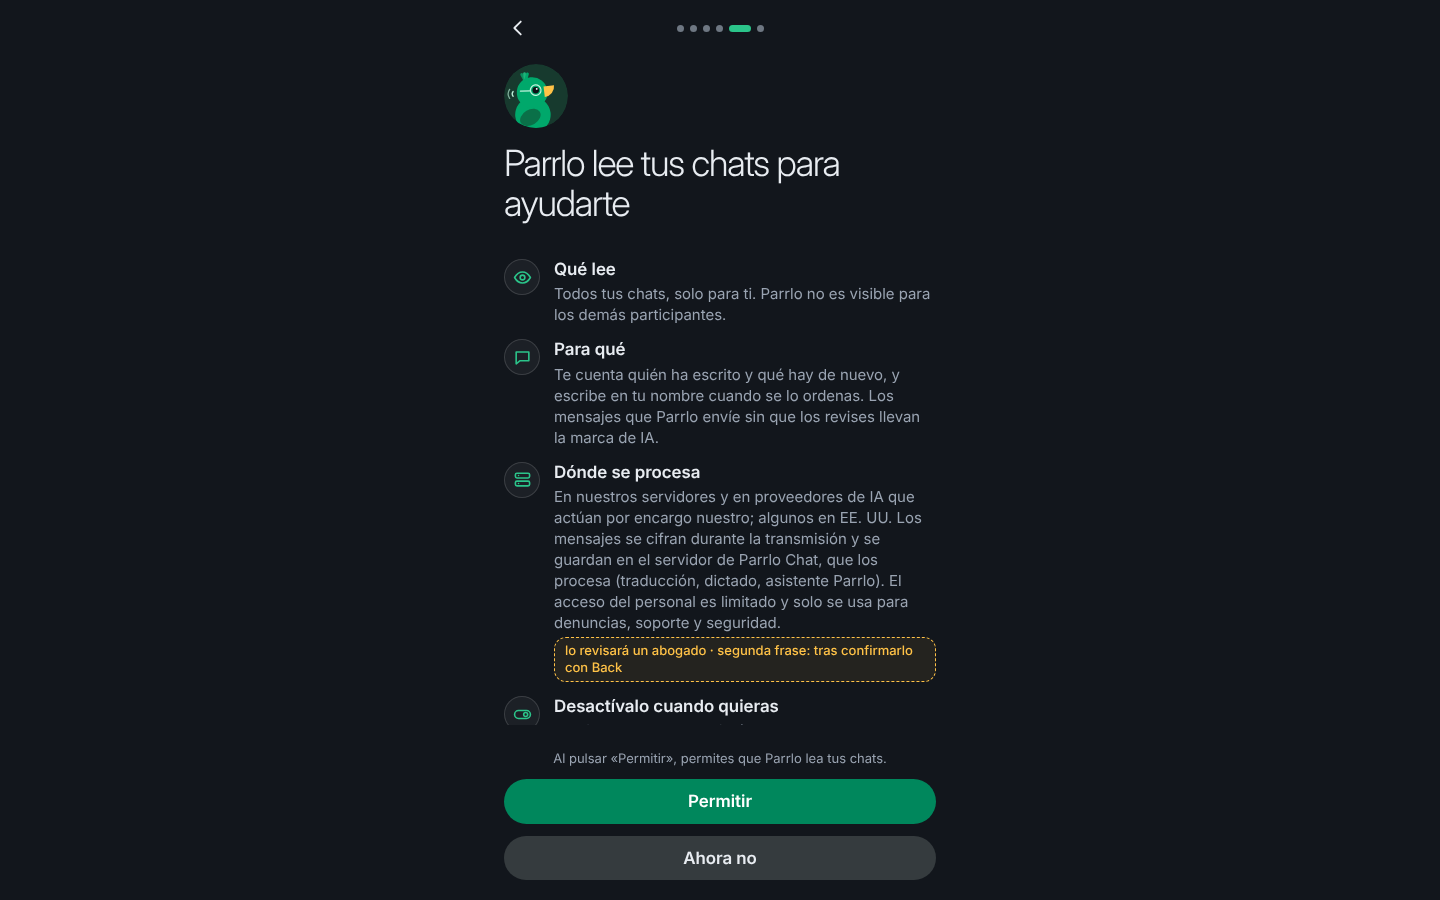 Parrlo lee tus chats para
ayudarte
Qué lee
Todos tus chats, solo para ti. Parrlo no es visible para
los demás participantes.
Para qué
Te cuenta quién ha escrito y qué hay de nuevo, y
escribe en tu nombre cuando se lo ordenas. Los
mensajes que Parrlo envíe sin que los revises llevan
la marca de IA.
Dónde se procesa
En nuestros servidores y en proveedores de IA que
actúan por encargo nuestro; algunos en EE. UU. Los
mensajes se cifran durante la transmisión y se
guardan en el servidor de Parrlo Chat, que los
procesa (traducción, dictado, asistente Parrlo). El
acceso del personal es limitado y solo se usa para
denuncias, soporte y seguridad.
lo revisará un abogado · segunda frase: tras confirmarlo
con Back
Desactívalo cuando quieras
Al pulsar «Permitir», permites que Parrlo lea tus chats.
Permitir
Ahora no